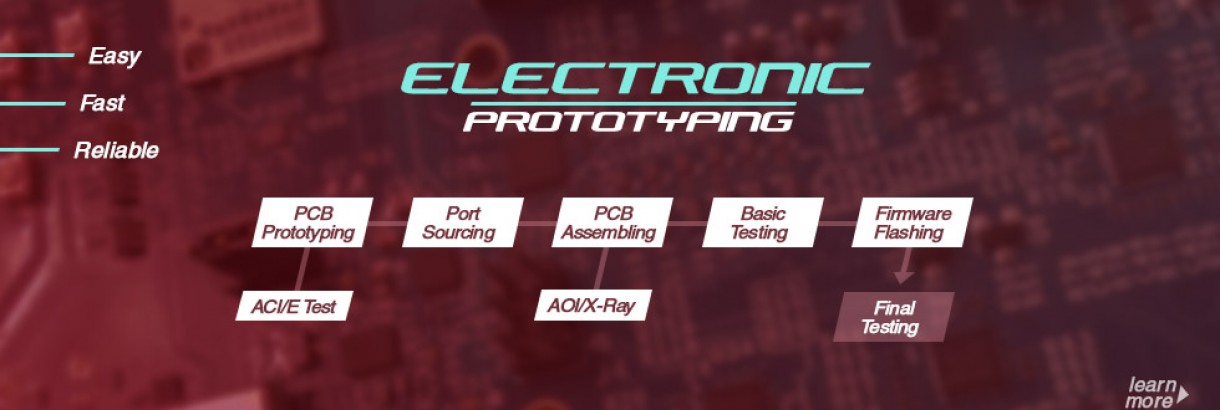 Easy
Fast
Reliable
ELECTRONIC
PROTOTYPING
PCB
Prototyping
Port
Sourcing
PCB
Assembling
Basic
Testing
Firmware
Flashing
ACI/E Test
AOI/X-Ray
Final
Testing
learn
more